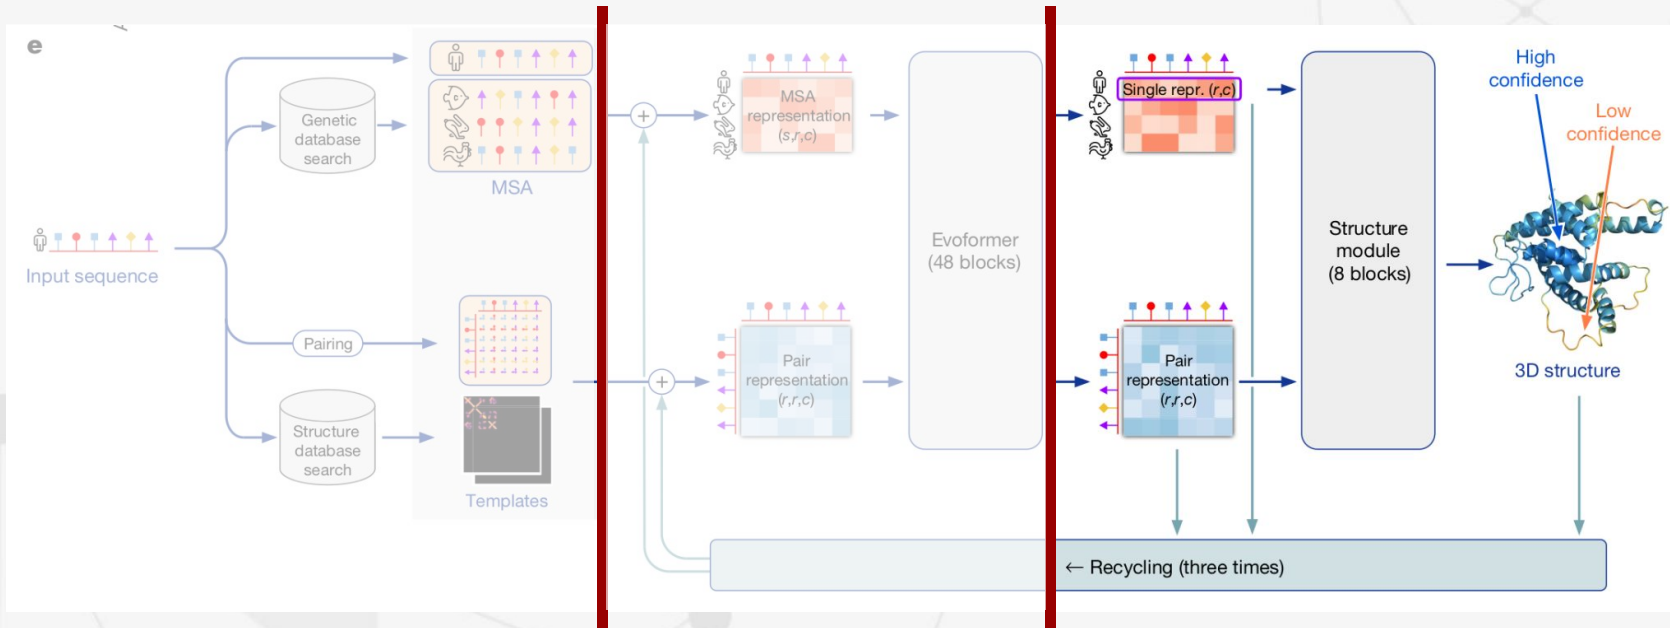 e
Genetic
database
search
MSA
Input sequence
Pairing
Structure
database
search
Templates
MSA
representation
(s,r,c)
Evoformer
(48 blocks)
Pair
representation
(r,r,c)
Single repr. (r,c)
Pair
representation
(r,r,c)
Structure
module
(8 blocks)
High
confidence
Low
confidence
3D structure
← Recycling (three times)